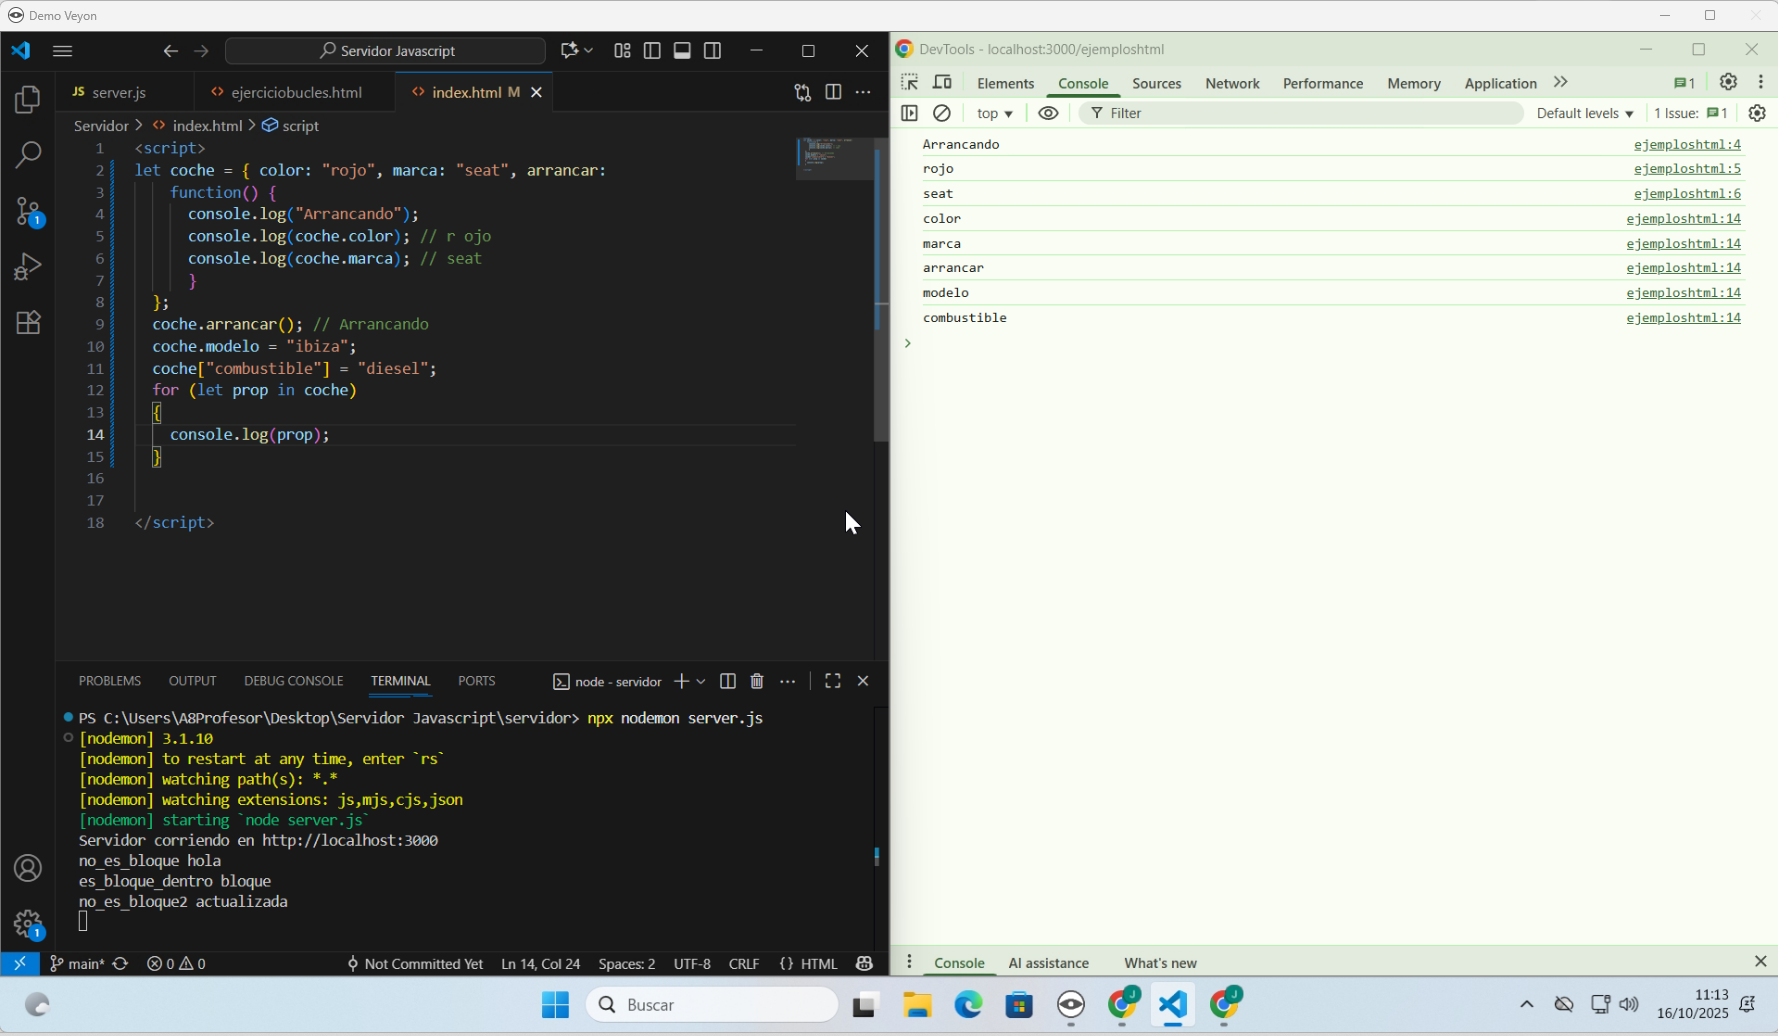 Demo Veyon
Servidor Javascript
JS server.js
<> ejerciciobucles.html
<> index.html M
Servidor > <> index.html > script
1 <script>
2 let coche = { color: "rojo", marca: "seat", arrancar:
3 function() {
4 console.log("Arrancando");
5 console.log(coche.color); // r ojo
6 console.log(coche.marca); // seat
7 }
8 };
9 coche.arrancar(); // Arrancando
10 coche.modelo = "ibiza";
11 coche["combustible"] = "diesel";
12 for (let prop in coche)
13 {
14 console.log(prop);
15 }
16
17
18 </script>
PROBLEMS OUTPUT DEBUG CONSOLE TERMINAL PORTS node - servidor
PS C:\Users\A8Profesor\Desktop\Servidor Javascript\servidor> npx nodemon server.js
[nodemon] 3.1.10
[nodemon] to restart at any time, enter `rs`
[nodemon] watching path(s): *.*
[nodemon] watching extensions: js,mjs,cjs,json
[nodemon] starting `node server.js`
Servidor corriendo en http://localhost:3000
no_es_bloque hola
es_bloque_dentro bloque
no_es_bloque2 actualizada
1
1
main* 0 0 Not Committed Yet Ln 14, Col 24 Spaces: 2 UTF-8 CRLF {} HTML
DevTools - localhost:3000/ejemploshtml
Elements Console Sources Network Performance Memory Application >> 1
top Filter Default levels 1 Issue: 1
Arrancando ejemploshtml:4
rojo ejemploshtml:5
seat ejemploshtml:6
color ejemploshtml:14
marca ejemploshtml:14
arrancar ejemploshtml:14
modelo ejemploshtml:14
combustible ejemploshtml:14
>
Console AI assistance What's new
Buscar
J
J
11:13
16/10/2025